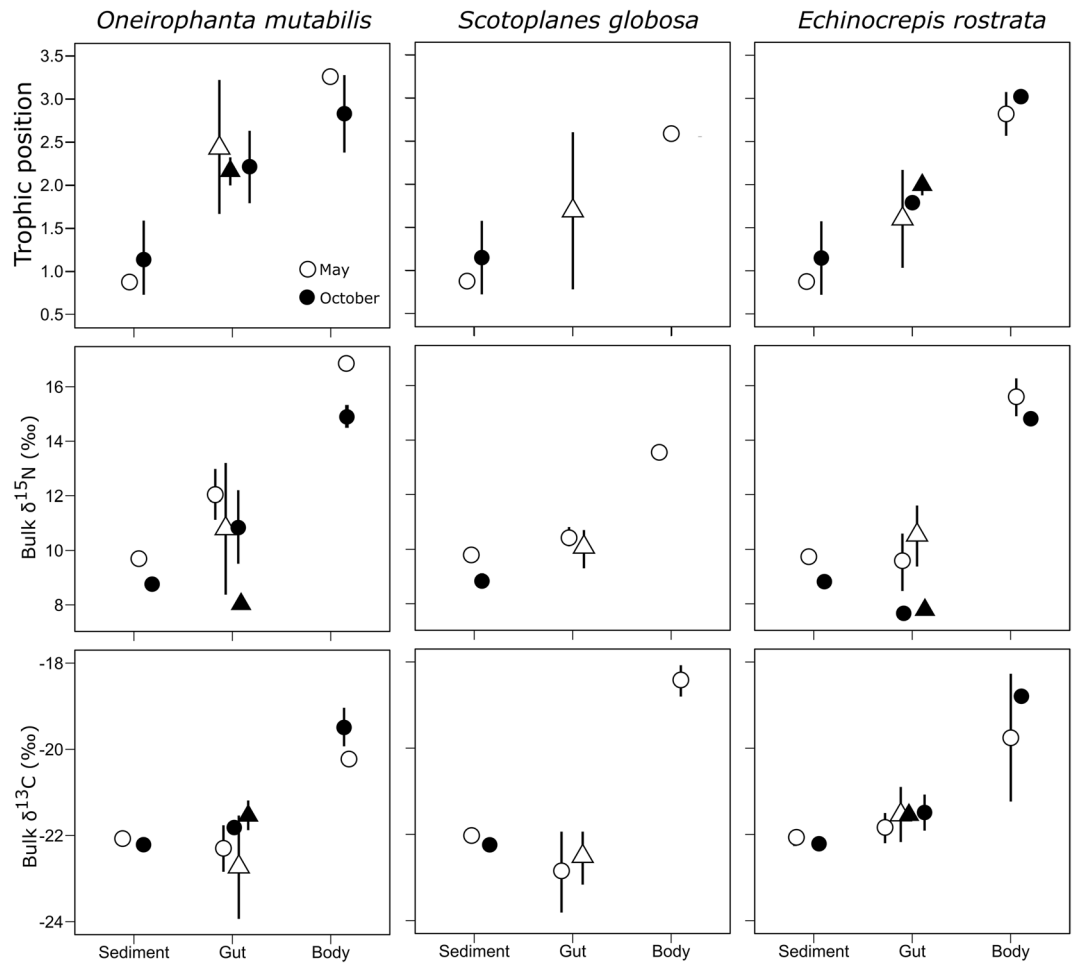 Oneirophanta mutabilis
Scotoplanes globosa
Echinocrepis rostrata
Trophic position
3.5
3.0
2.5
2.0
1.5
1.0
0.5
May
October
Bulk δ15N (‰)
16
14
12
10
8
Bulk δ13C (‰)
-18
-20
-22
-24
Sediment Gut Body
Sediment Gut Body
Sediment Gut Body